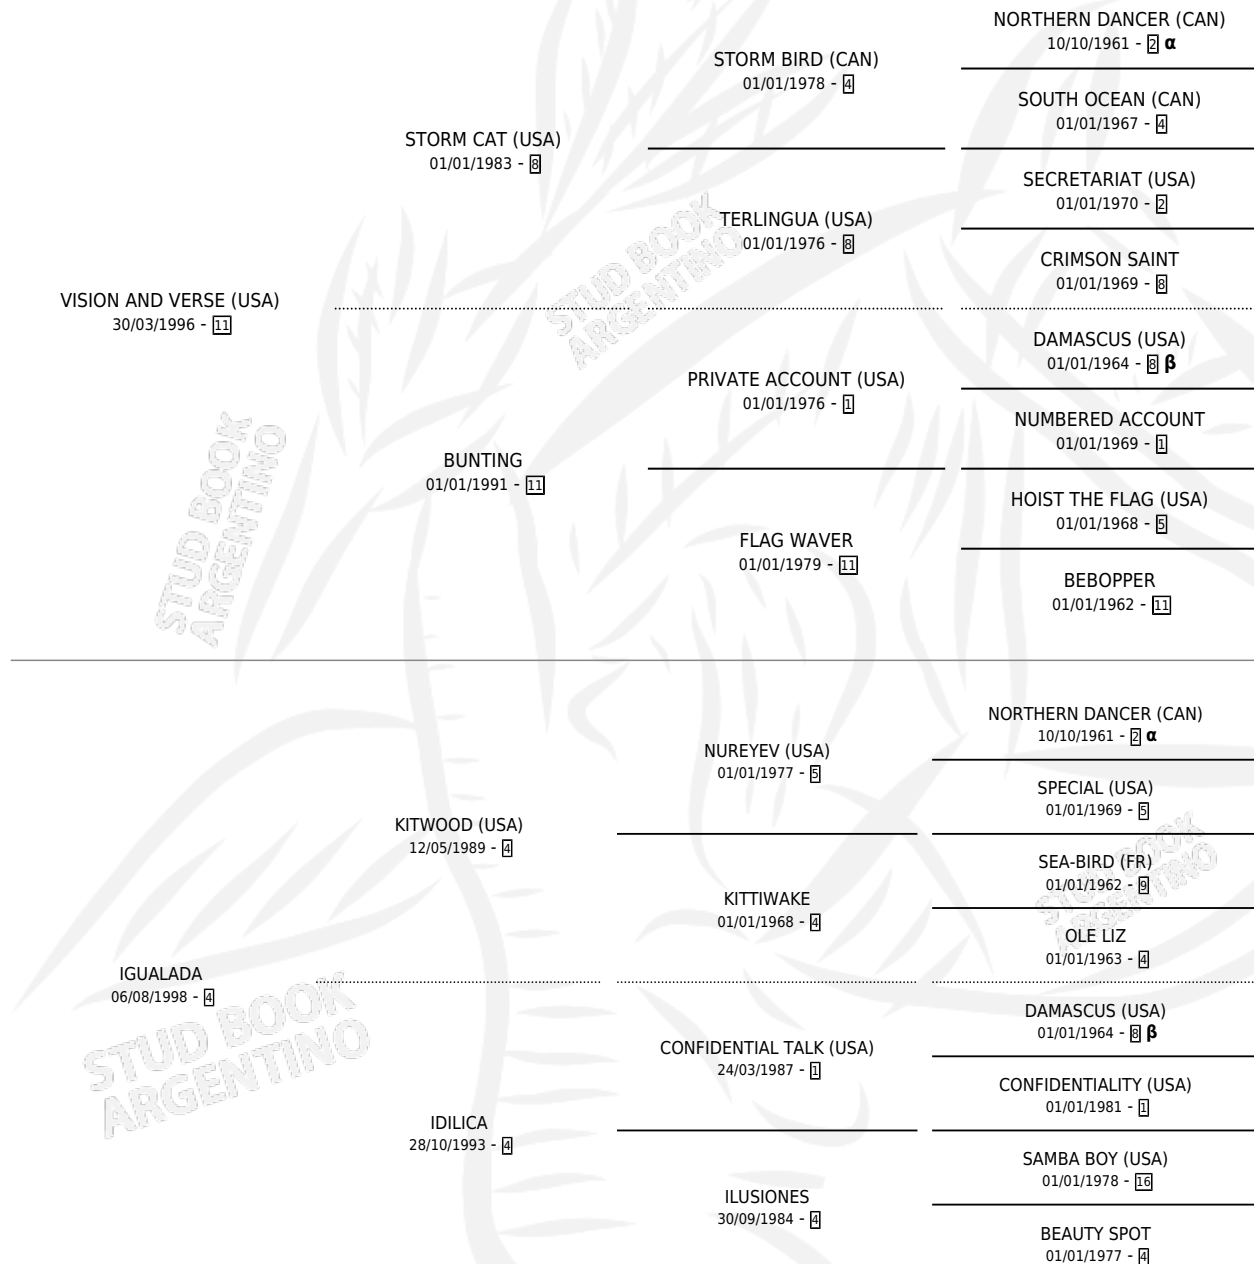 NORTHERN DANCER (CAN)
10/10/1961 - 2 α
STORM BIRD (CAN)
01/01/1978 - 4
SOUTH OCEAN (CAN)
01/01/1967 - 4
STORM CAT (USA)
01/01/1983 - 8
SECRETARIAT (USA)
01/01/1970 - 2
TERLINGUA (USA)
01/01/1976 - 8
CRIMSON SAINT
01/01/1969 - 8
VISION AND VERSE (USA)
30/03/1996 - 11
DAMASCUS (USA)
01/01/1964 - 8 β
PRIVATE ACCOUNT (USA)
01/01/1976 - 1
NUMBERED ACCOUNT
01/01/1969 - 1
BUNTING
01/01/1991 - 11
HOIST THE FLAG (USA)
01/01/1968 - 5
FLAG WAVER
01/01/1979 - 11
BEBOPPER
01/01/1962 - 11
NORTHERN DANCER (CAN)
10/10/1961 - 2 α
NUREYEV (USA)
01/01/1977 - 5
SPECIAL (USA)
01/01/1969 - 5
KITWOOD (USA)
12/05/1989 - 4
SEA-BIRD (FR)
01/01/1962 - 9
KITTIWAKE
01/01/1968 - 4
OLE LIZ
01/01/1963 - 4
IGUALADA
06/08/1998 - 4
DAMASCUS (USA)
01/01/1964 - 8 β
CONFIDENTIAL TALK (USA)
24/03/1987 - 1
CONFIDENTIALITY (USA)
01/01/1981 - 1
IDILICA
28/10/1993 - 4
SAMBA BOY (USA)
01/01/1978 - 16
ILUSIONES
30/09/1984 - 4
BEAUTY SPOT
01/01/1977 - 4
STUD BOOK
ARGENTINO
STUD BOOK
ARGENTINO
STUD BOOK
ARGENTINO
STUD BOOK
ARGENTINO